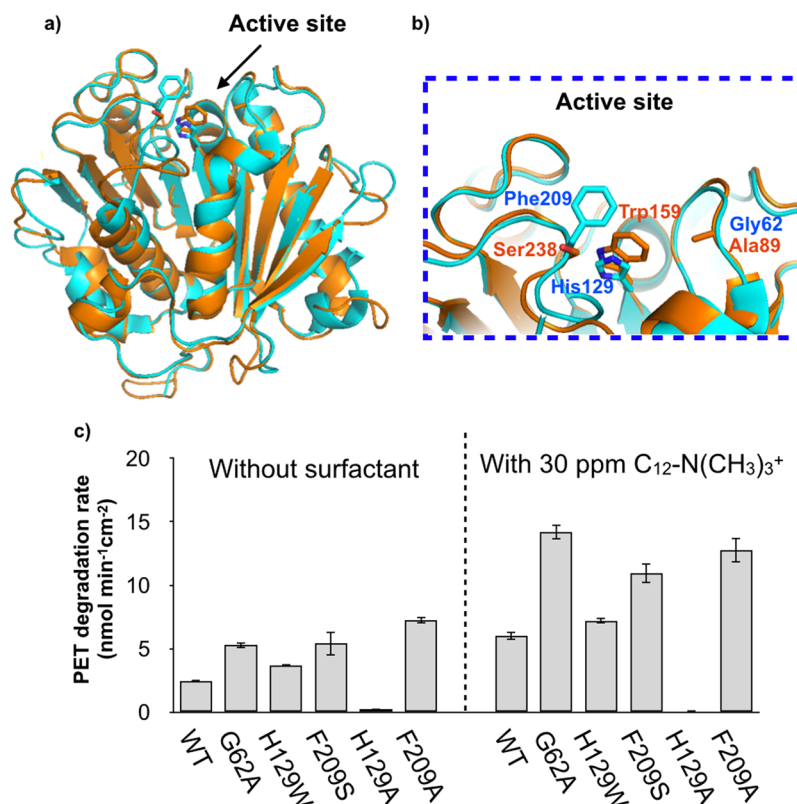 a)
Active site
b)
Active site
Phe209
Trp159
Gly62
Ser238
Ala89
His129
c)
Without surfactant
With 30 ppm C₁₂-N(CH₃)₃⁺
PET degradation rate
(nmol min⁻¹cm⁻²)
20
15
10
5
0
WT
G62A
H129W
F209S
H129A
F209A
WT
G62A
H129W
F209S
H129A
F209A